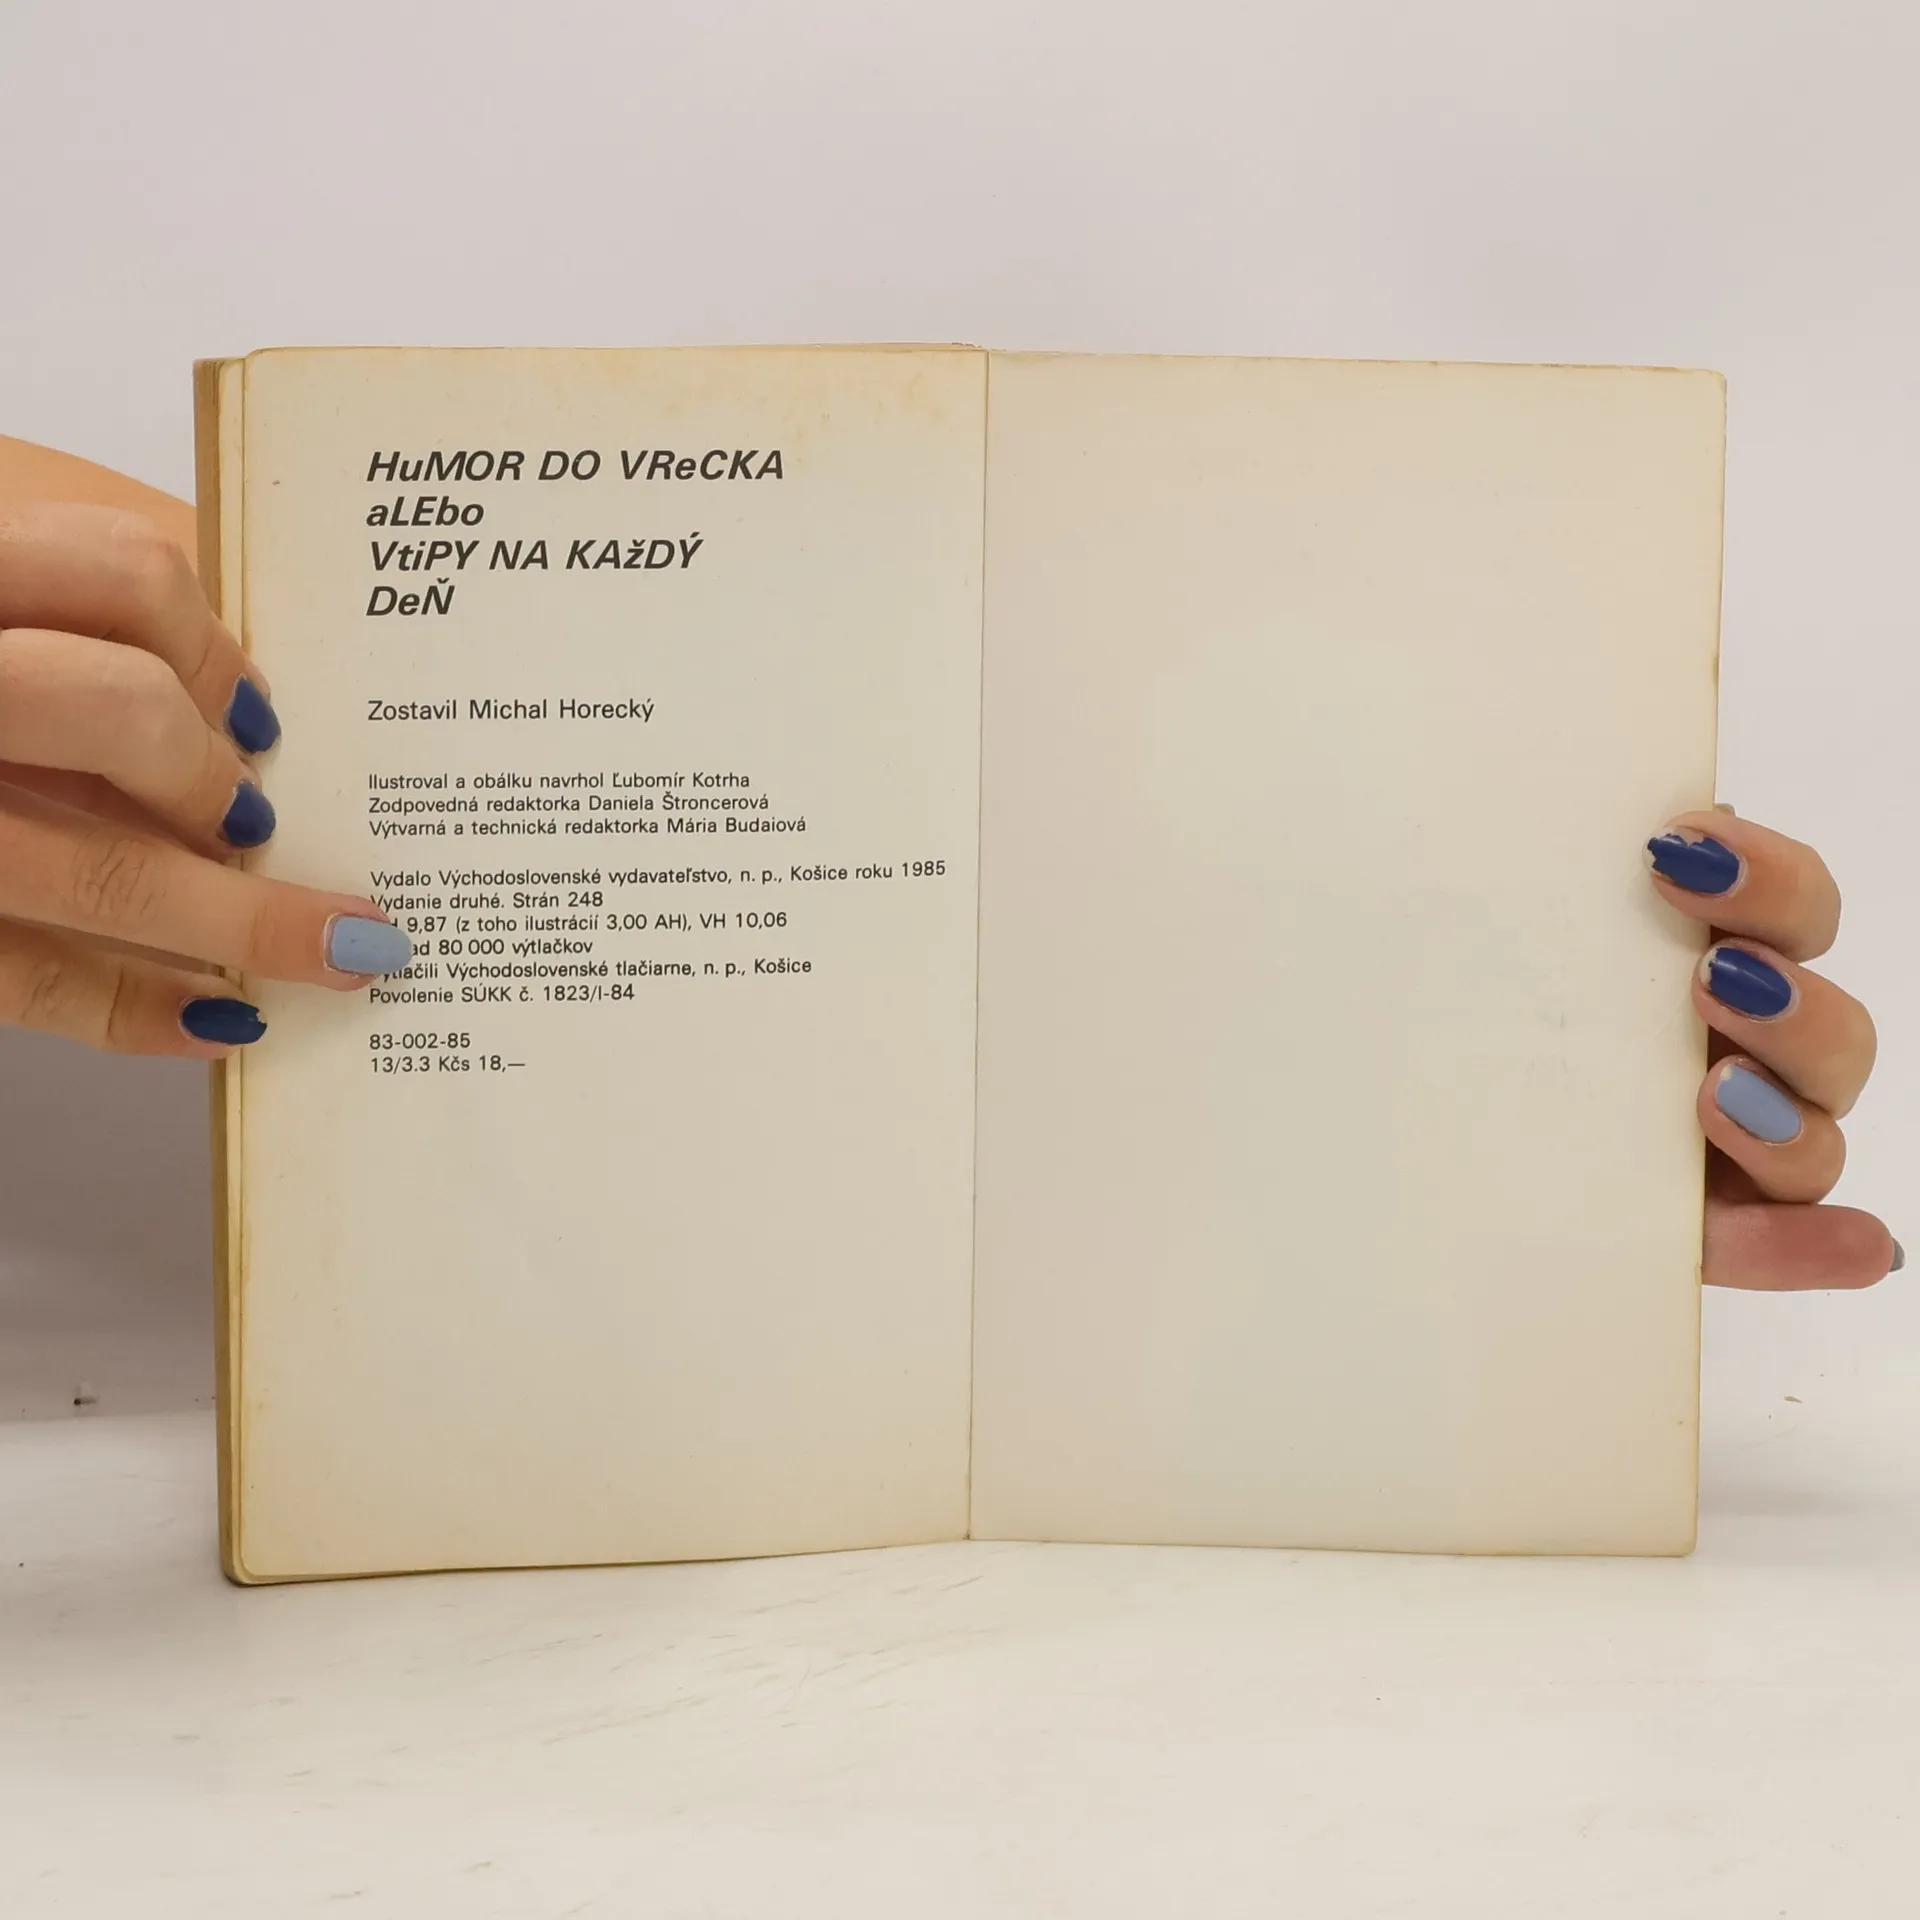 HuMOR DO VReCKA
aLEbo
VtiPY NA KAžDÝ
DeŇ
Zostavil Michal Horecký
Ilustroval a obálku navrhol Ľubomír Kotrha
Zodpovedná redaktorka Daniela Štroncerová
Výtvarná a technická redaktorka Mária Budaiová
Vydalo Východoslovenské vydavateľstvo, n. p., Košice roku 1985
Vydanie druhé. Strán 248
9,87 (z toho ilustrácií 3,00 AH), VH 10,06
80 000 výtlačkov
Východoslovenské tlačiarne, n. p., Košice
Povolenie SÚKK č. 1823/I-84
83-002-85
13/3.3 Kčs 18,—